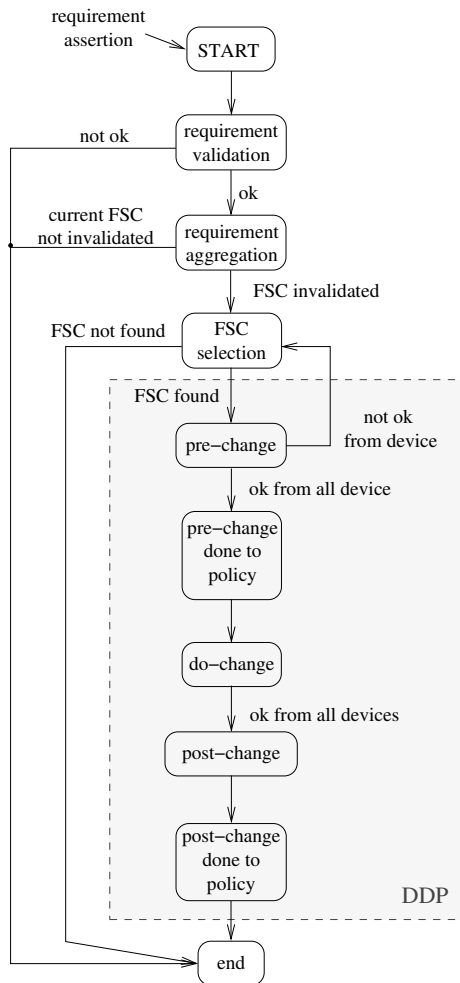 requirement
assertion
START
not ok
requirement
validation
ok
current FSC
not invalidated
requirement
aggregation
FSC invalidated
FSC not found
FSC
selection
FSC found
not ok
from device
pre−change
ok from all device
pre−change
done to
policy
do−change
ok from all devices
post−change
post−change
done to
policy
DDP
end